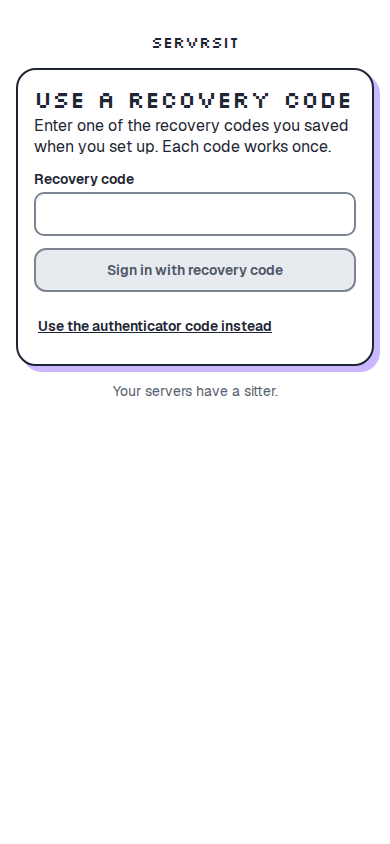 SERVRSIT
USE A RECOVERY CODE
Enter one of the recovery codes you saved
when you set up. Each code works once.
Recovery code
Sign in with recovery code
Use the authenticator code instead
Your servers have a sitter.